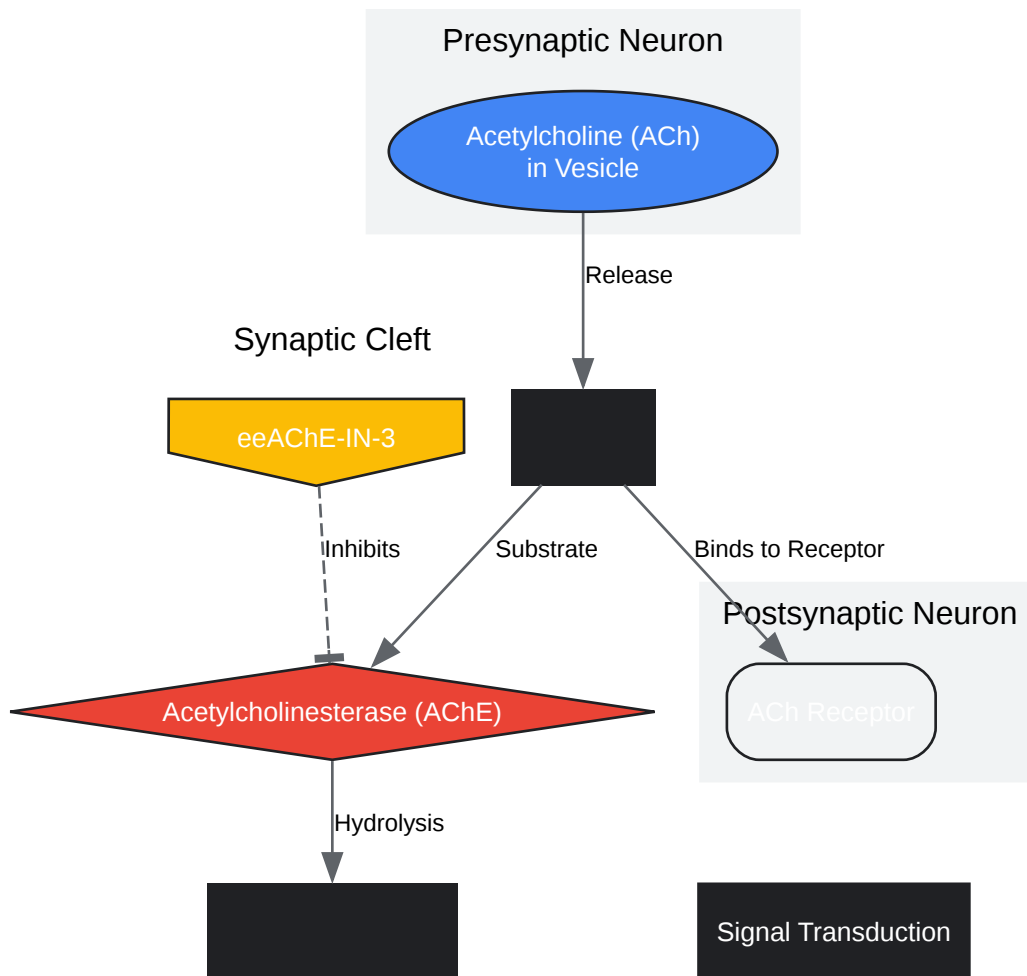 Presynaptic Neuron
Acetylcholine (ACh)
in Vesicle
Release
Synaptic Cleft
eeAChE-IN-3
Inhibits
Substrate
Binds to Receptor
Postsynaptic Neuron
Acetylcholinesterase (AChE)
ACh Receptor
Hydrolysis
Signal Transduction